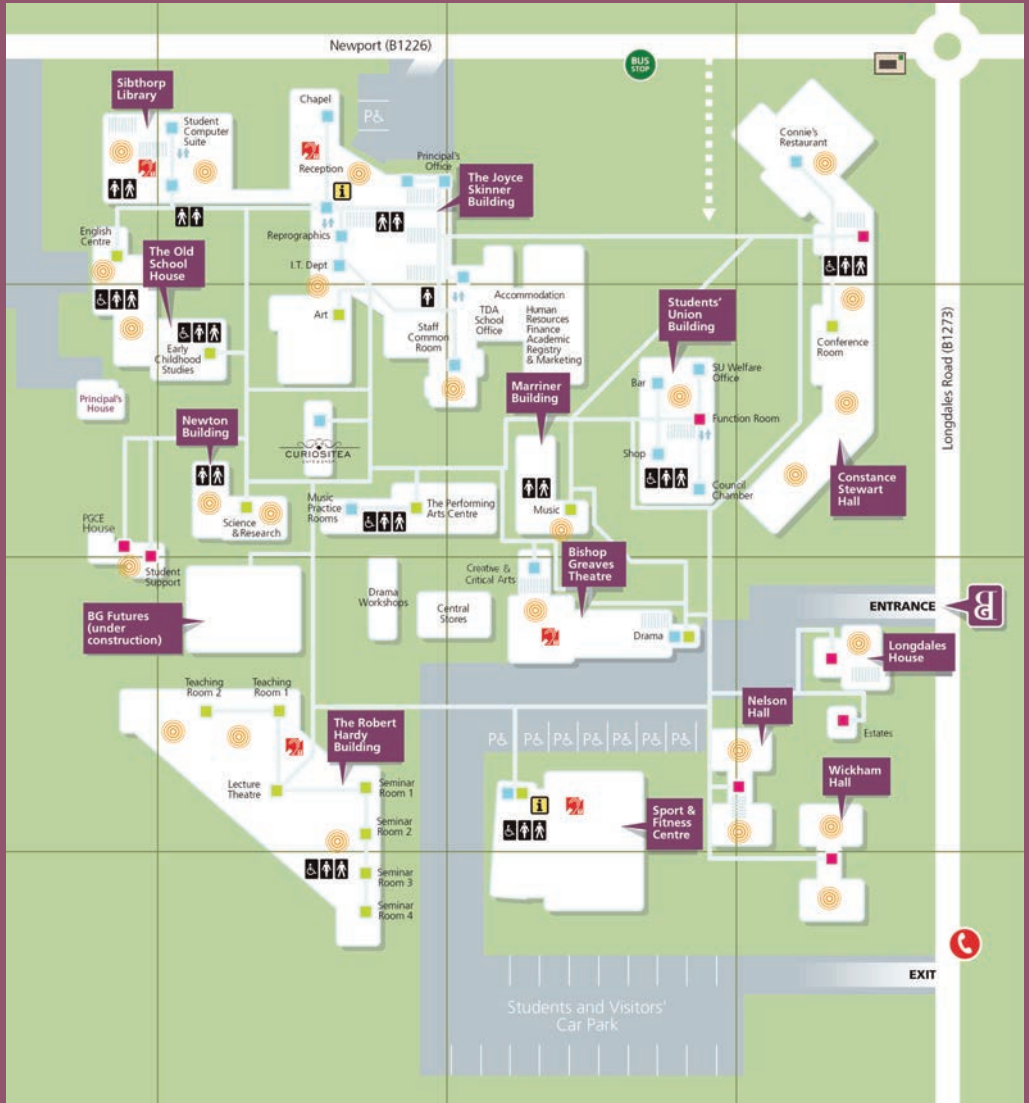 Newport (B1226)
BUS
STOP
Sibthorp
Library
Student
Computer
Suite
Chapel
P
Reception
i
Principal's
Office
The Joyce
Skinner
Building
Connie's
Restaurant
English
Centre
The Old
School
House
Reprographics
I.T. Dept
Art
Early
Childhood
Studies
Staff
Common
Room
TDA
School
Office
Accommodation
Human
Resources
Finance
Academic
Registry
& Marketing
Students'
Union
Building
Conference
Room
Longdales Road (B1273)
Principal's
House
Newton
Building
CURIOSITEA
Marriner
Building
Bar
SU Welfare
Office
Function Room
Shop
Council
Chamber
Constance
Stewart
Hall
PGCE
House
Student
Support
Science
& Research
Music
Practice
Rooms
The Performing
Arts Centre
Music
Creative &
Critical Arts
Bishop
Greaves
Theatre
BG Futures
(under
construction)
Drama
Workshops
Central
Stores
Drama
ENTRANCE
BG
Longdales
House
Teaching
Room 2
Teaching
Room 1
The Robert
Hardy
Building
Lecture
Theatre
Seminar
Room 1
Seminar
Room 2
Seminar
Room 3
Seminar
Room 4
P P P P P P P
i
Sport &
Fitness
Centre
Nelson
Hall
Estates
Wickham
Hall
EXIT
Students and Visitors'
Car Park